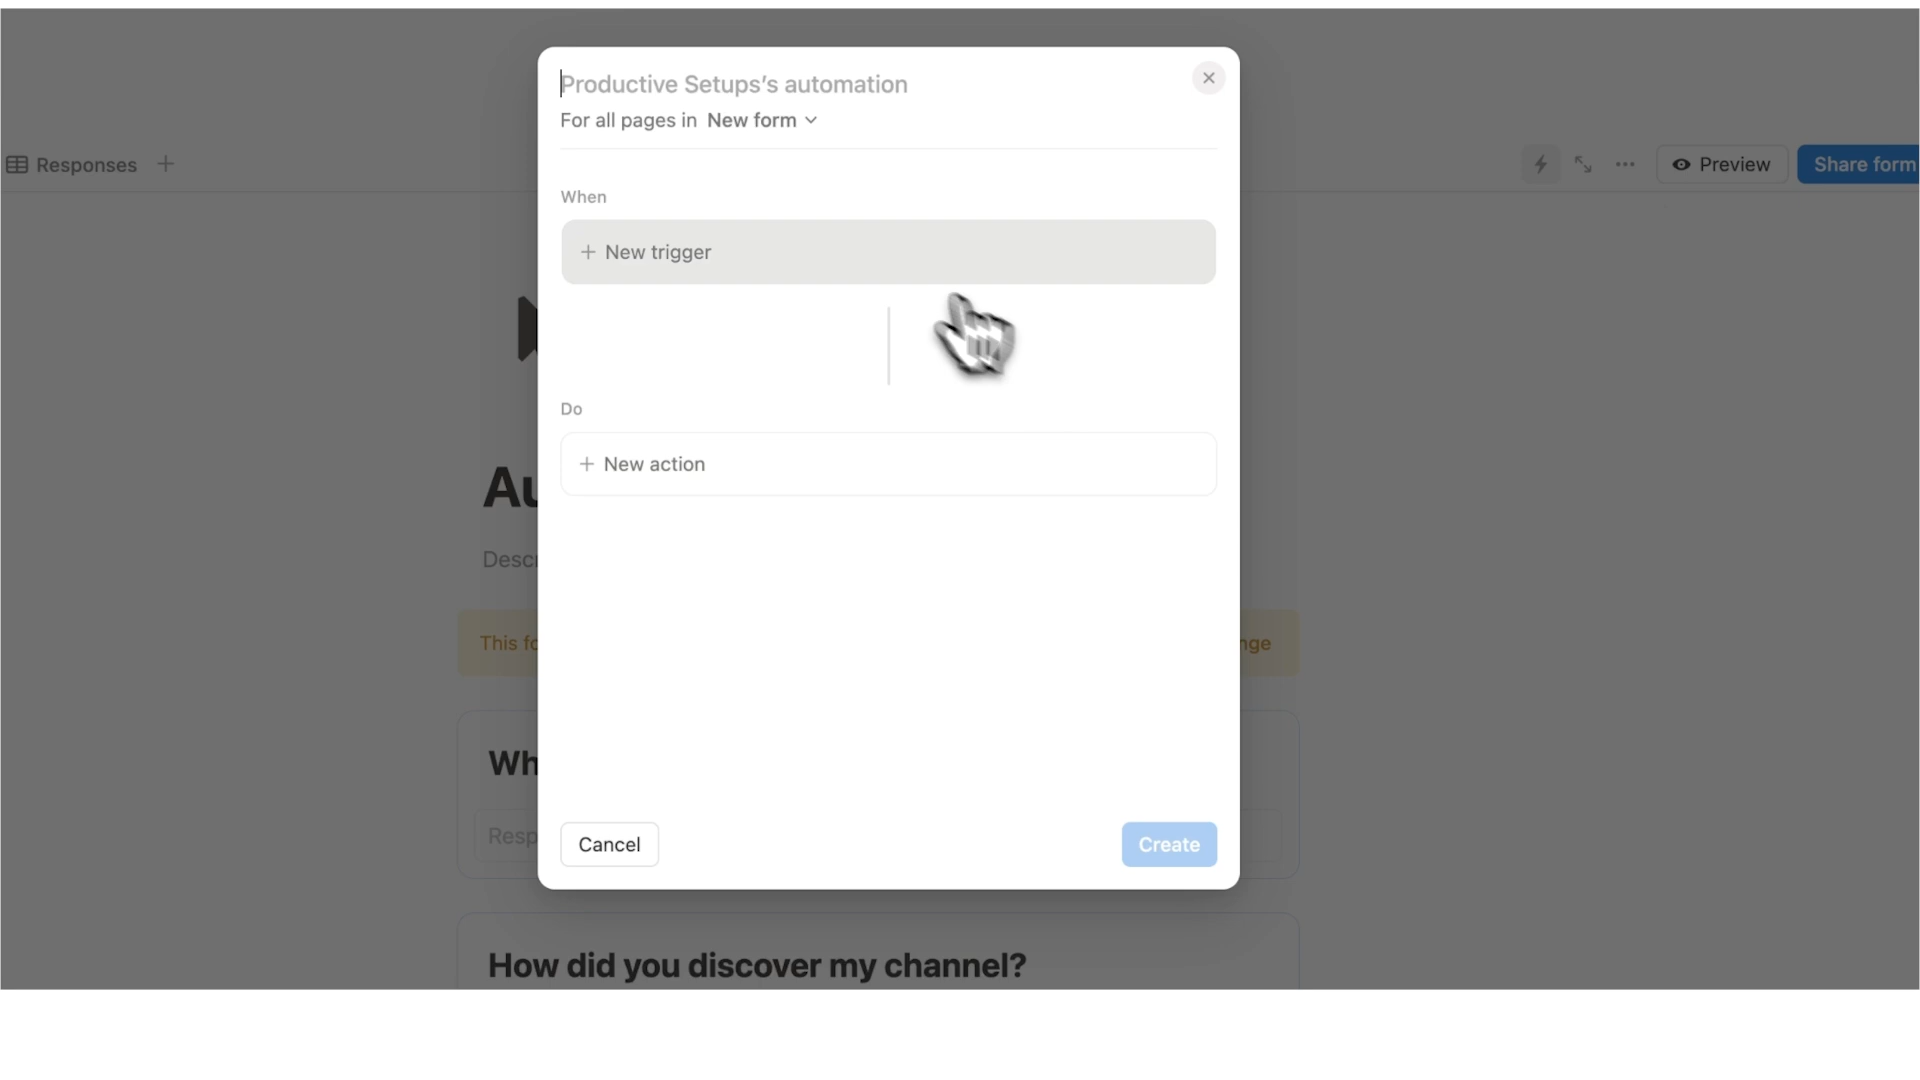 Productive Setups's automation
For all pages in New form
Responses
Preview
Share form
When
New trigger
Do
New action
Cancel
Create
How did you discover my channel?